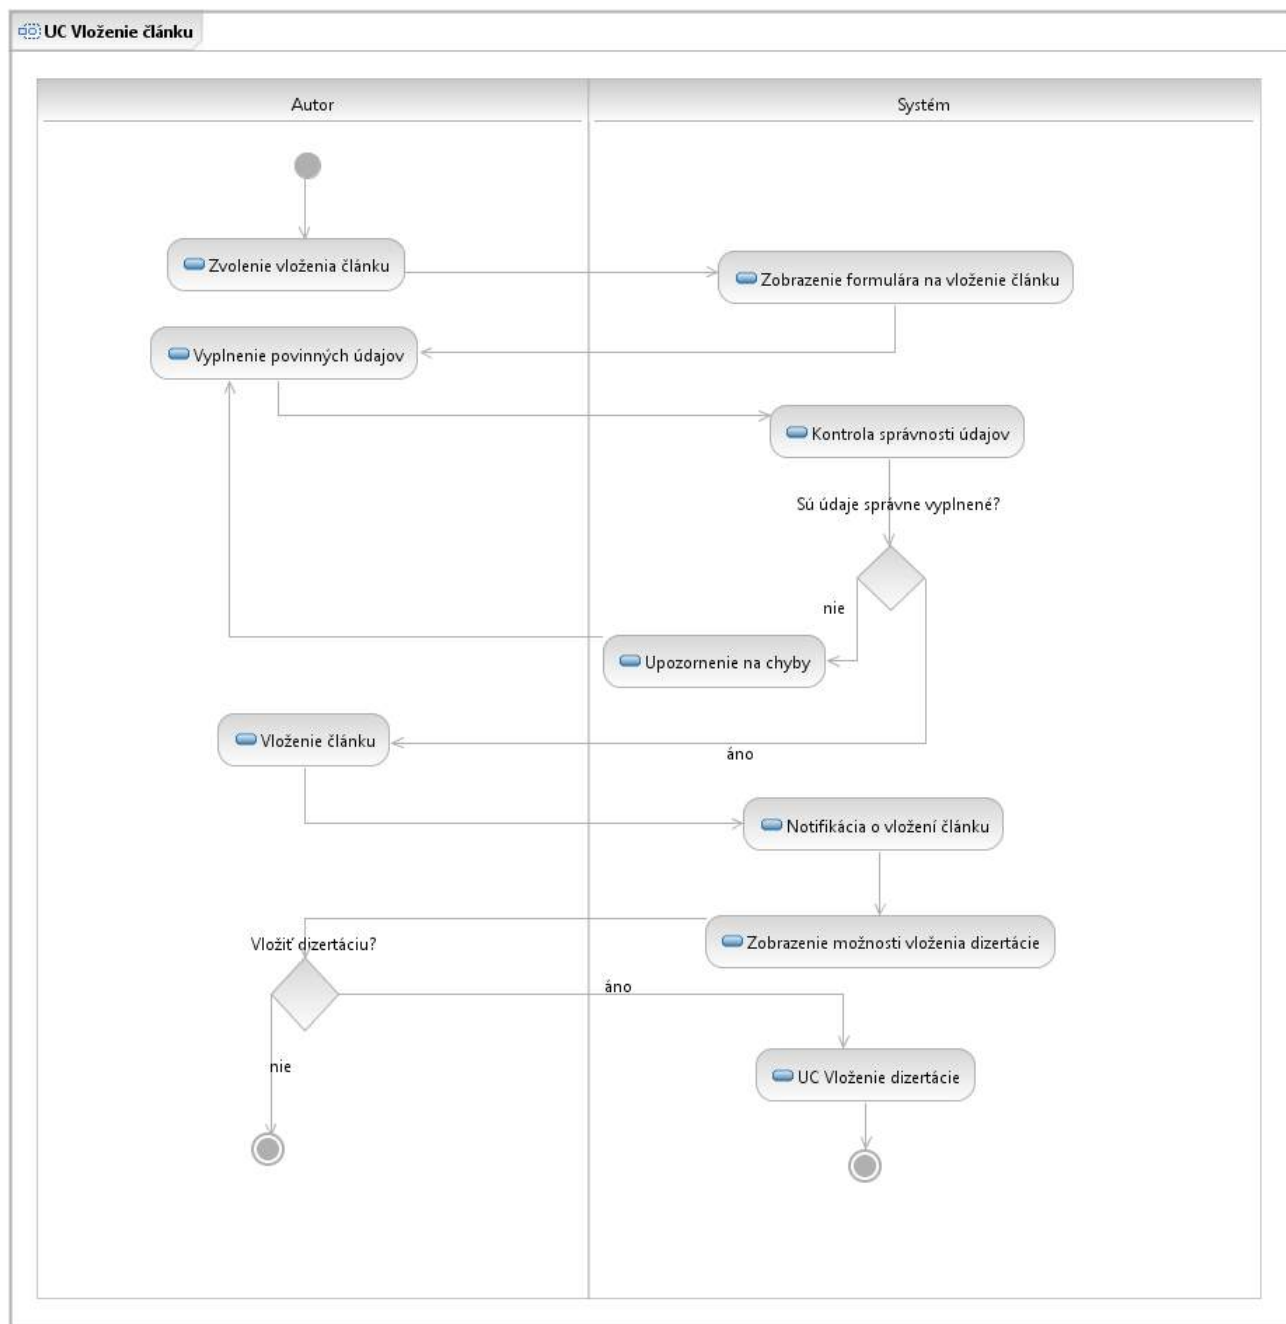 UC Vloženie článku
Autor
Systém
Zvolenie vloženia článku
Zobrazenie formulára na vloženie článku
Vyplnenie povinných údajov
Kontrola správnosti údajov
Sú údaje správne vyplnené?
nie
Upozornenie na chyby
Vloženie článku
áno
Notifikácia o vložení článku
Zobrazenie možnosti vloženia dizertácie
Vložiť dizertáciu?
áno
nie
UC Vloženie dizertácie